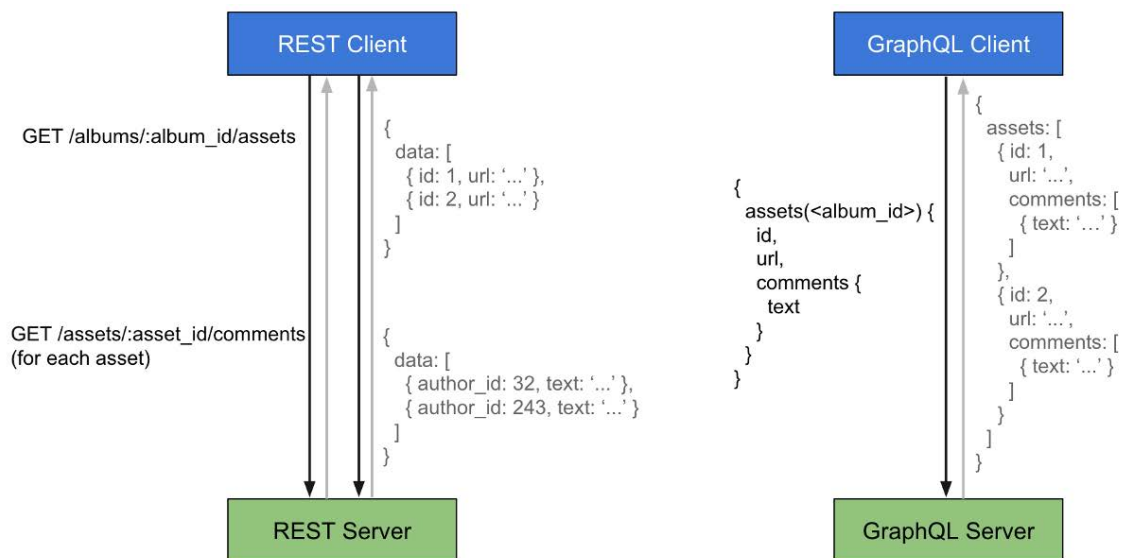 REST Client
GET /albums/:album_id/assets
{
data: [
{ id: 1, url: ‘...’ },
{ id: 2, url: ‘...’ }
]
}
GET /assets/:asset_id/comments
(for each asset)
{
data: [
{ author_id: 32, text: ‘...’ },
{ author_id: 243, text: ‘...’ }
]
}
REST Server
GraphQL Client
{
assets(<album_id>) {
id,
url,
comments {
text
}
}
}
{
assets: [
{ id: 1,
url: ‘...’,
comments: [
{ text: ‘...’ }
]
},
{ id: 2,
url: ‘...’,
comments: [
{ text: ‘...’ }
]
}
]
}
GraphQL Server